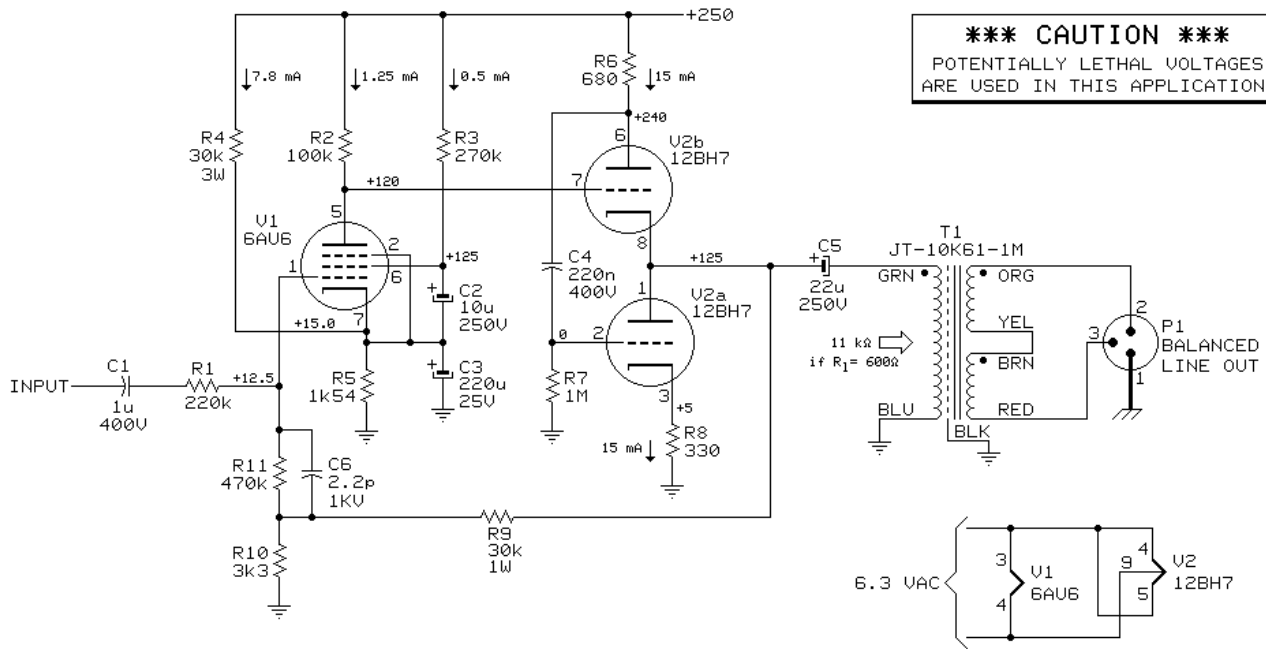 +250
*** CAUTION ***
POTENTIALLY LETHAL VOLTAGES
ARE USED IN THIS APPLICATION
7.8 mA
1.25 mA
0.5 mA
R6
680
15 mA
+240
R4
30k
3W
R2
100k
R3
270k
6
V2b
12BH7
+120
7
8
V1
6AU6
5
2
6
1
7
+125
C4
220n
400V
+125
C5
+
22u
250V
T1
JT-10K61-1M
GRN
ORG
YEL
BRN
BLU
RED
BLK
11 kΩ
if R1= 600Ω
2
3
1
P1
BALANCED
LINE OUT
+
C2
10u
250V
1
V2a
12BH7
0
2
3
+15.0
+5
INPUT
C1
1u
400V
R1
220k
+12.5
R5
1k54
+
C3
220u
25V
R7
1M
15 mA
R8
330
R11
470k
C6
2.2p
1KV
R9
30k
1W
R10
3k3
6.3 VAC
3
4
V1
6AU6
9
4
5
V2
12BH7